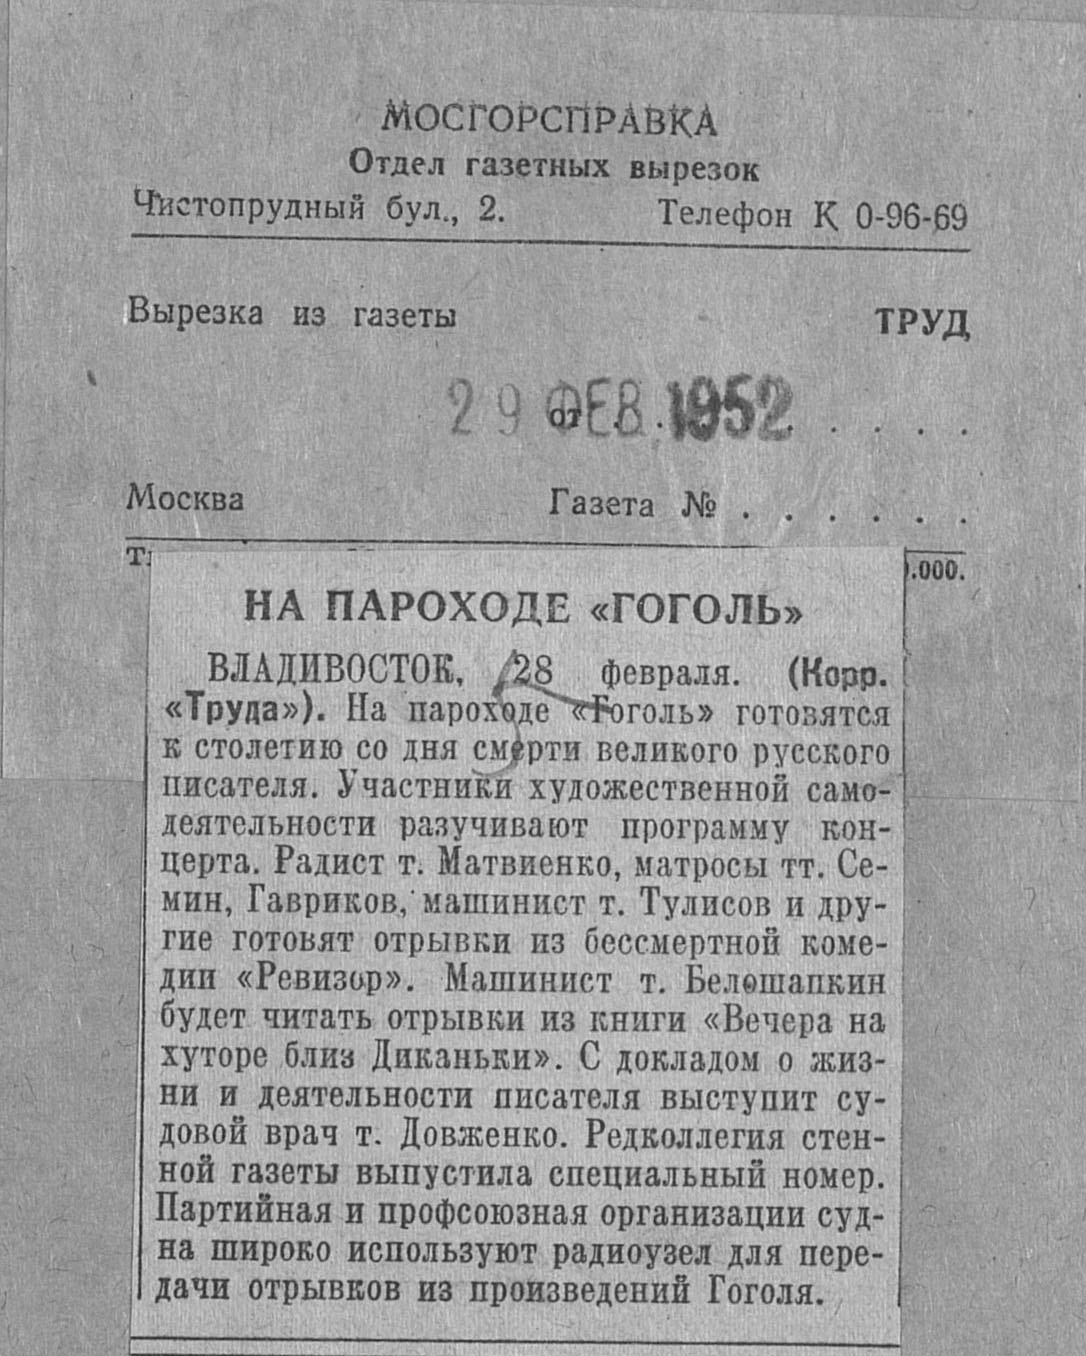 МОСГОРСПРАВКА
Отдел газетных вырезок
Чистопрудный бул., 2. Телефон К 0-96-69
Вырезка из газеты ТРУД
29 ФЕВ 1952
от . . . . . . . .
Москва Газета № . . . . . .
.000.
НА ПАРОХОДЕ «ГОГОЛЬ»
ВЛАДИВОСТОК, 28 февраля. (Корр.
«Труда»). На пароходе «Гоголь» готовятся
к столетию со дня смерти великого русского
писателя. Участники художественной само-
деятельности разучивают программу кон-
церта. Радист т. Матвиенко, матросы тт. Се-
мин, Гавриков, машинист т. Тулисов и дру-
гие готовят отрывки из бессмертной коме-
дии «Ревизор». Машинист т. Белошапкин
будет читать отрывки из книги «Вечера на
хуторе близ Диканьки». С докладом о жиз-
ни и деятельности писателя выступит су-
довой врач т. Довженко. Редколлегия стен-
ной газеты выпустила специальный номер.
Партийная и профсоюзная организации суд-
на широко используют радиоузел для пере-
дачи отрывков из произведений Гоголя.